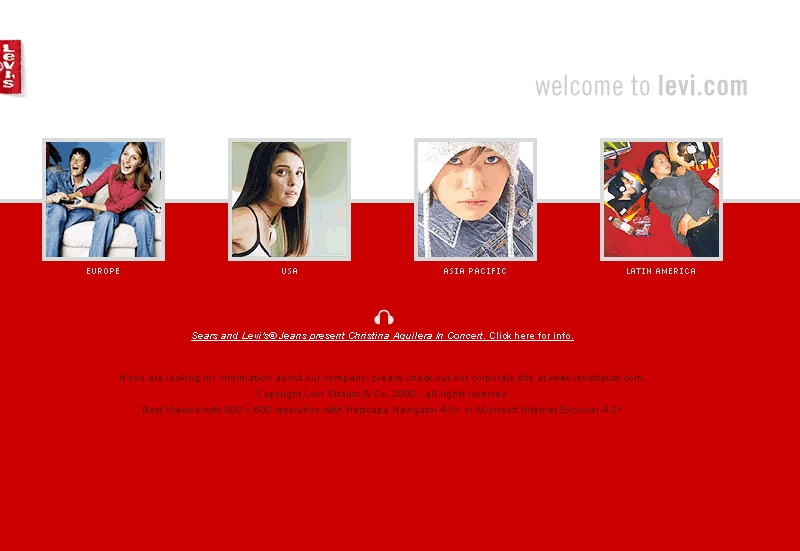 Levi's
welcome to levi.com
EUROPE
USA
ASIA PACIFIC
LATIN AMERICA
Sears and Levi's® Jeans present Christina Aguilera In Concert. Click here for info.
If you are looking for information about our company, please check out our corporate site at www.levistrauss.com.
Copyright Levi Strauss & Co. 2000 - all rights reserved.
Best Viewed with 800 x 600 resolution with Netscape Navigator 4.0+ or Microsoft Internet Explorer 4.0+